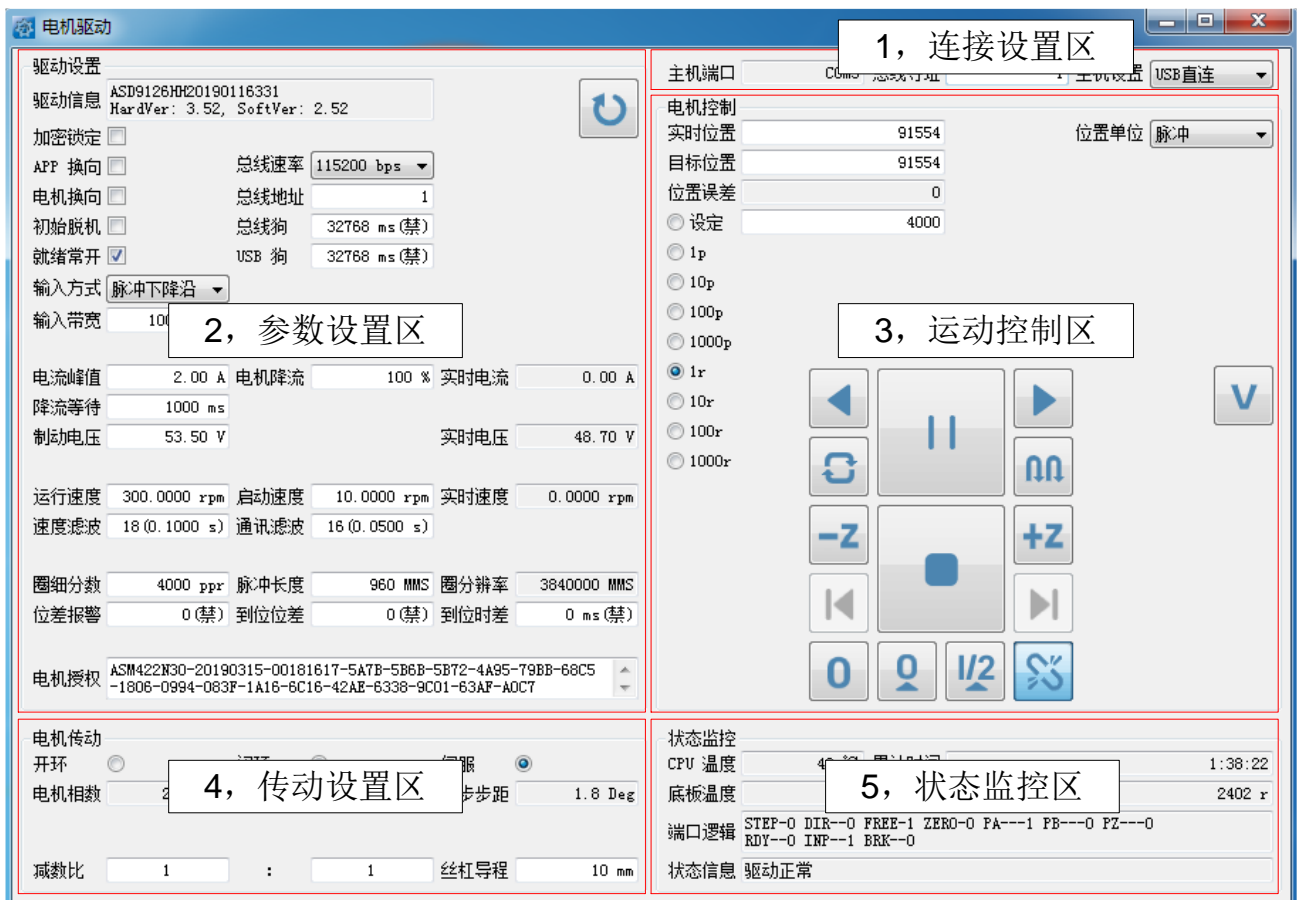 电机驱动
1，连接设置区
驱动设置
驱动信息 ASD9126HH20190116331
HardVer: 3.52, SoftVer: 2.52
加密锁定
APP 换向 总线速率 115200 bps
电机换向 总线地址 1
初始脱机 总线狗 32768 ms(禁)
就绪常开 USB 狗 32768 ms(禁)
输入方式 脉冲下降沿
输入带宽
2，参数设置区
电流峰值 2.00 A 电机降流 100 % 实时电流 0.00 A
降流等待 1000 ms
制动电压 53.50 V 实时电压 48.70 V
运行速度 300.0000 rpm 启动速度 10.0000 rpm 实时速度 0.0000 rpm
速度滤波 18(0.1000 s) 通讯滤波 16(0.0500 s)
圈细分数 4000 ppr 脉冲长度 960 MMS 圈分辨率 3840000 MMS
位差报警 0(禁) 到位位差 0(禁) 到位时差 0 ms(禁)
电机授权 ASM422N30-20190315-00181617-5A7B-5B6B-5B72-4A95-79BB-68C5
-1806-0994-083F-1A16-6C16-42AE-6338-9C01-63AF-A0C7
主机端口 主机设置 USB直连
电机控制
实时位置 91554 位置单位 脉冲
目标位置 91554
位置误差 0
设定 4000
1p
10p
100p
1000p
3，运动控制区
1r
10r
100r
1000r
V
-Z +Z
0 0 1/2
电机传动
开环
电机相数 步距 1.8 Deg
4，传动设置区
减数比 1 : 1 丝杠导程 10 mm
状态监控
CPU 温度 1:38:22
底板温度 2402 r
5，状态监控区
端口逻辑 STEP-0 DIR--0 FREE-1 ZERO-0 PA---1 PB---0 PZ---0
RDY--0 INP--1 BRK--0
状态信息 驱动正常